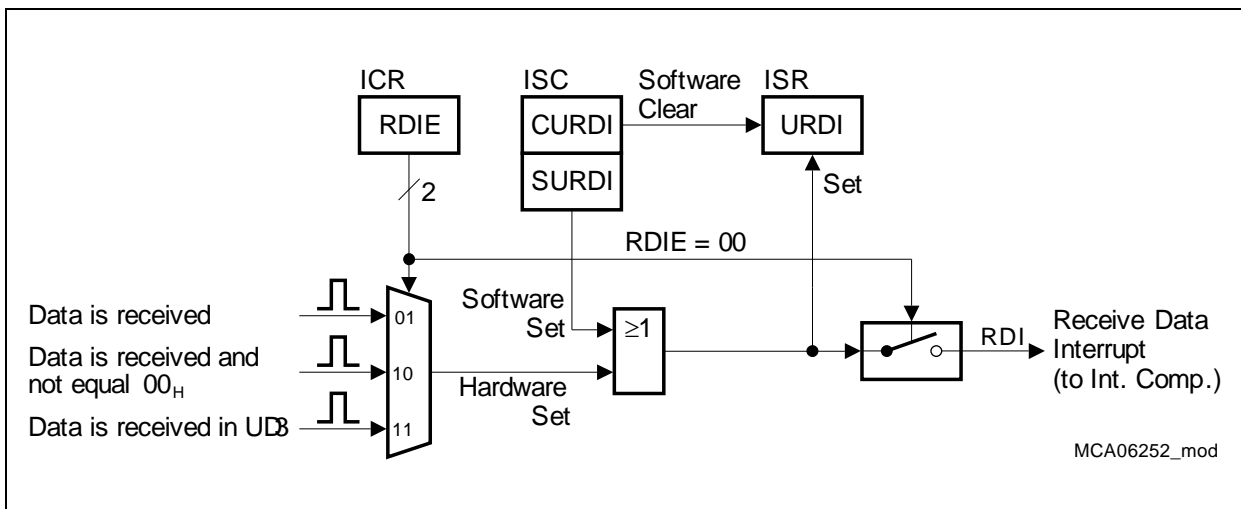 ICR
ISC
Software
Clear
ISR
RDIE
CURDI
URDI
SURDI
2
Set
RDIE = 00
Data is received
01
Software
Set
≥1
RDI
Receive Data
Interrupt
(to Int. Comp.)
Data is received and
not equal 00H
10
Hardware
Set
Data is received in UD3
11
MCA06252_mod